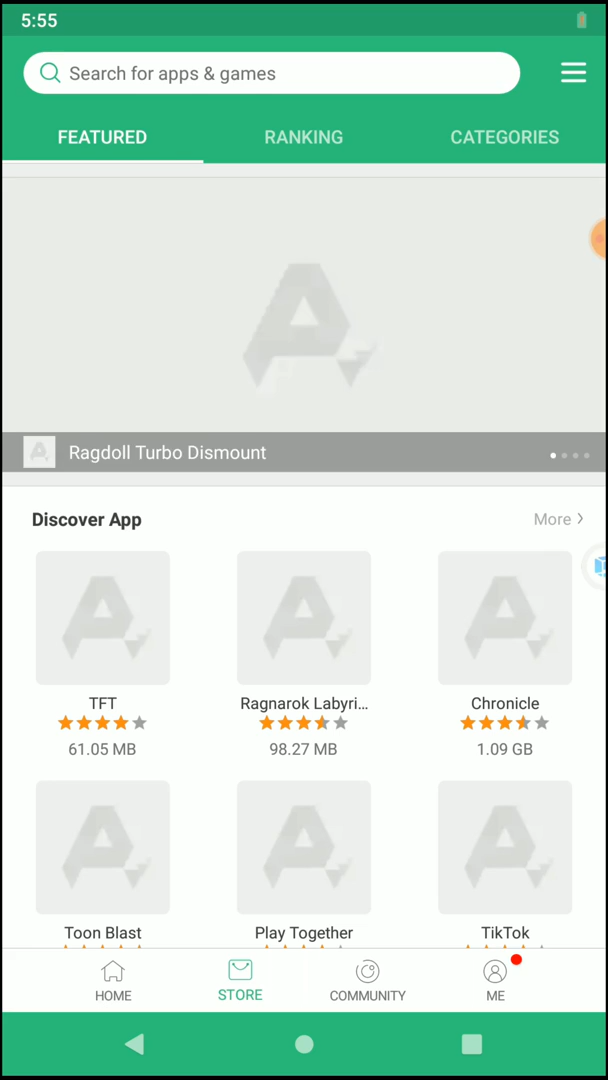 5:55
Search for apps & games
FEATURED
RANKING
CATEGORIES
Ragdoll Turbo Dismount
Discover App
More
TFT
Ragnarok Labyri...
Chronicle
61.05 MB
98.27 MB
1.09 GB
Toon Blast
Play Together
TikTok
HOME
STORE
COMMUNITY
ME